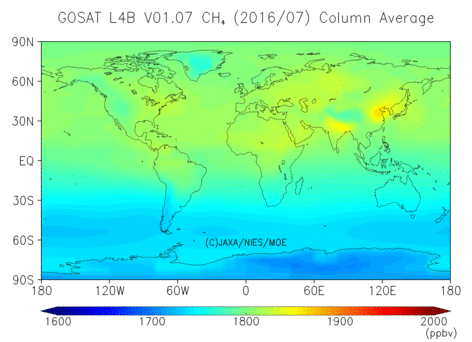 GOSAT L4B V01.07 CH₄ (2016/07) Column Average
90N
60N
30N
EQ
30S
60S
90S
(C)JAXA/NIES/MOE
180 120W 60W 0 60E 120E 180
1600 1700 1800 1900 2000
(ppbv)